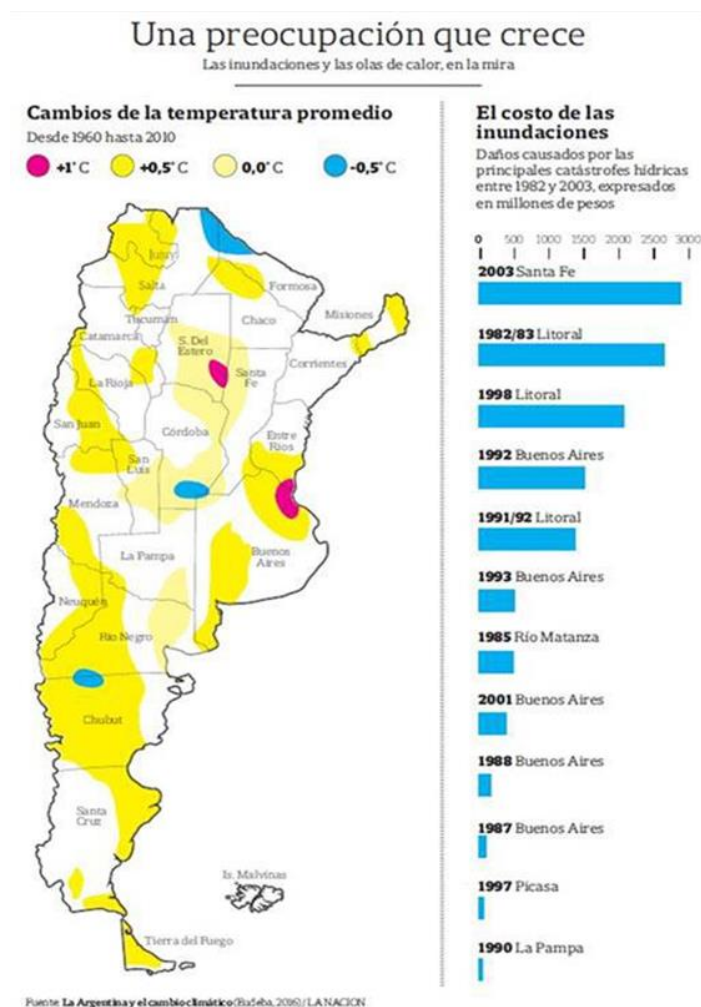 Una preocupación que crece
Las inundaciones y las olas de calor, en la mira
Cambios de la temperatura promedio
Desde 1960 hasta 2010
+1° C
+0,5° C
0,0° C
-0,5° C
Jujuy
Salta
Formosa
Tucumán
Chaco
Misiones
Catamarca
S. Del
Estero
Santa
Fe
Corrientes
La Rioja
San Juan
Córdoba
Entre
Ríos
San
Luis
Mendoza
La Pampa
Buenos
Aires
Neuquén
Río Negro
Chubut
Santa
Cruz
Is. Malvinas
Tierra del Fuego
El costo de las
inundaciones
Daños causados por las
principales catástrofes hídricas
entre 1982 y 2003, expresados
en millones de pesos
0 500 1000 1500 2000 2500 3000
2003 Santa Fe
1982/83 Litoral
1998 Litoral
1992 Buenos Aires
1991/92 Litoral
1993 Buenos Aires
1985 Río Matanza
2001 Buenos Aires
1988 Buenos Aires
1987 Buenos Aires
1997 Picasa
1990 La Pampa
Fuente: La Argentina y el cambio climático (Eudeba, 2016) / LA NACION